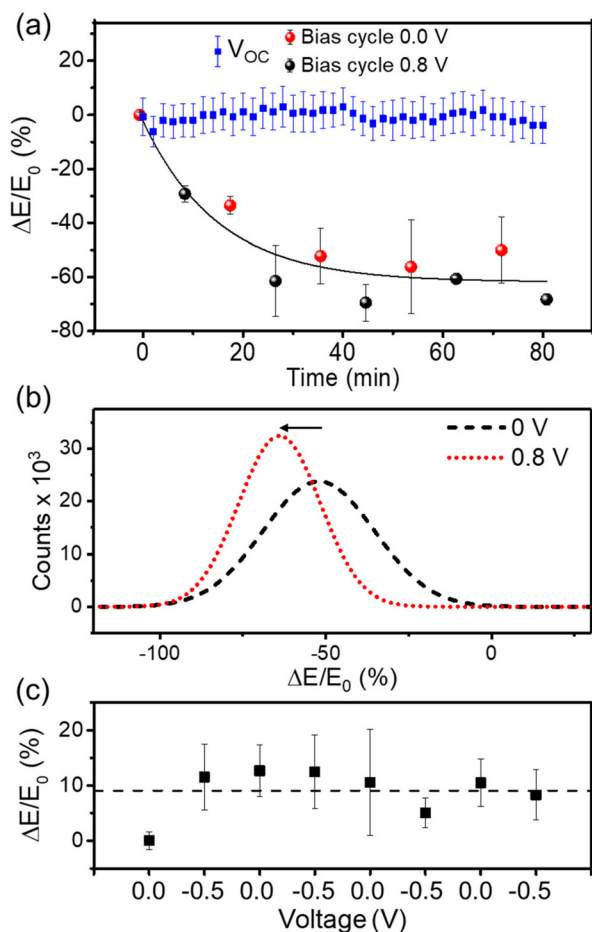 (a)
V_OC
Bias cycle 0.0 V
Bias cycle 0.8 V
20
0
-20
-40
-60
-80
ΔE/E_0 (%)
0 20 40 60 80
Time (min)
(b)
0 V
0.8 V
30
20
10
0
Counts x 10^3
-100 -50 0
ΔE/E_0 (%)
(c)
20
10
0
ΔE/E_0 (%)
0.0 -0.5 0.0 -0.5 0.0 -0.5 0.0 -0.5
Voltage (V)